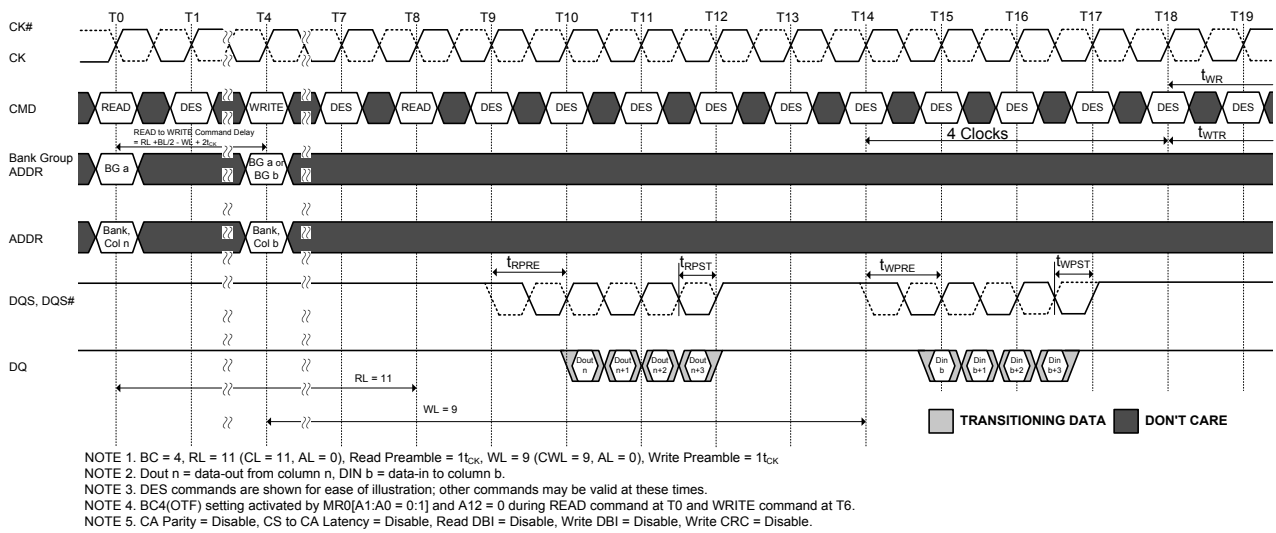 T0 T1 T4 T7 T8 T9 T10 T11 T12 T13 T14 T15 T16 T17 T18 T19
CK#
CK
tWR
CMD READ DES WRITE DES READ DES DES DES DES DES DES DES DES DES DES DES
READ to WRITE Command Delay
= RL +BL/2 - WL + 2tCK
4 Clocks tWTR
Bank Group
ADDR
BG a
BG a or
BG b
ADDR
Bank,
Col n
Bank,
Col b
tRPRE tRPST tWPRE tWPST
DQS, DQS#
DQ
Dout
n
Dout
n+1
Dout
n+2
Dout
n+3
Din
b
Din
b+1
Din
b+2
Din
b+3
RL = 11
WL = 9
TRANSITIONING DATA DON'T CARE
NOTE 1. BC = 4, RL = 11 (CL = 11, AL = 0), Read Preamble = 1tCK, WL = 9 (CWL = 9, AL = 0), Write Preamble = 1tCK
NOTE 2. Dout n = data-out from column n, DIN b = data-in to column b.
NOTE 3. DES commands are shown for ease of illustration; other commands may be valid at these times.
NOTE 4. BC4(OTF) setting activated by MR0[A1:A0 = 0:1] and A12 = 0 during READ command at T0 and WRITE command at T6.
NOTE 5. CA Parity = Disable, CS to CA Latency = Disable, Read DBI = Disable, Write DBI = Disable, Write CRC = Disable.